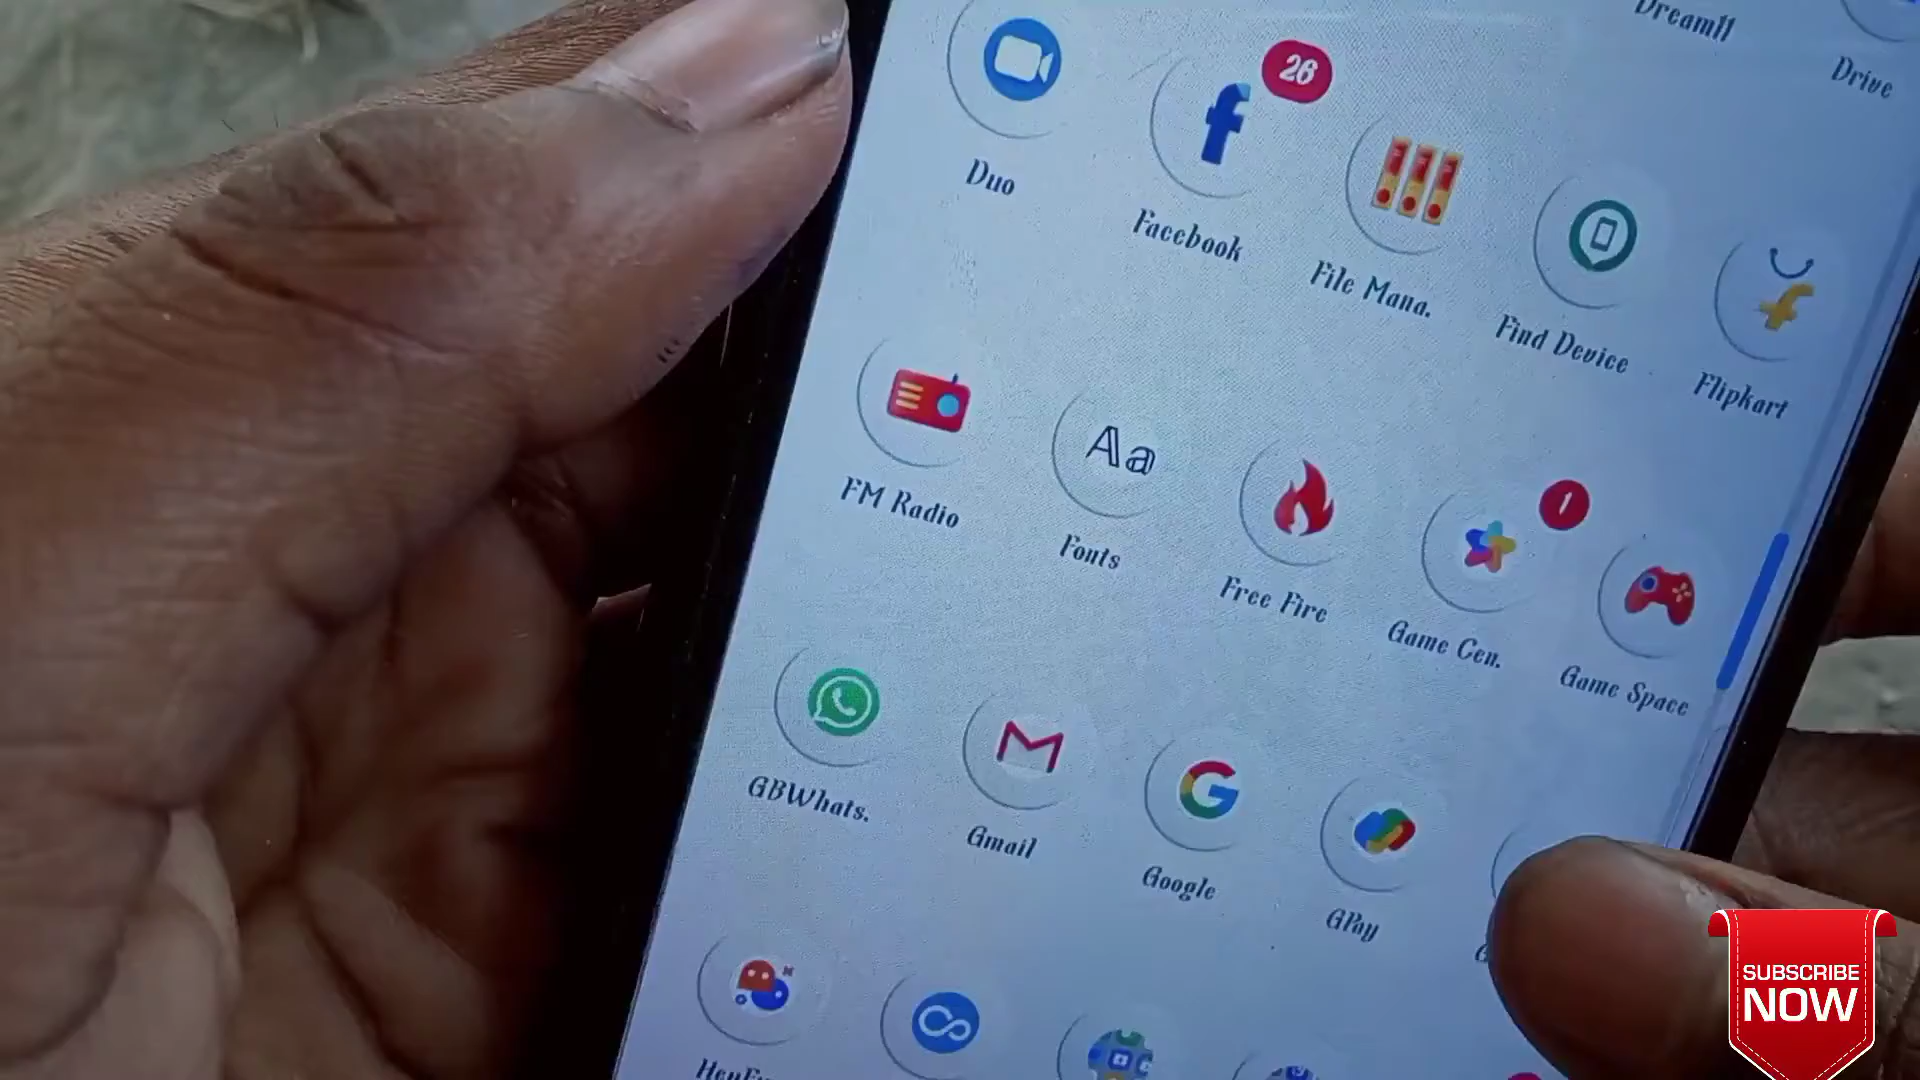 Dream11
Drive
26
Duo
Facebook
File Mana.
Find Device
Flipkart
Aa
1
FM Radio
Fonts
Free Fire
Game Cen.
Game Space
GBWhats.
Gmail
Google
GPay
SUBSCRIBE
NOW